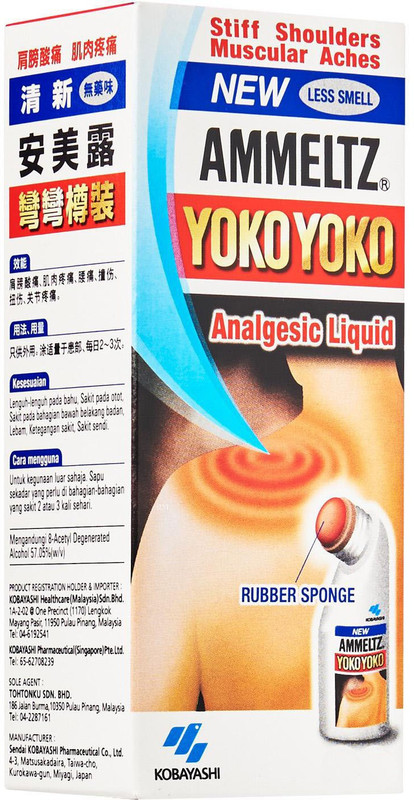 Stiff Shoulders
Muscular Aches
NEW LESS SMELL
AMMELTZ®
YOKO YOKO
Analgesic Liquid
RUBBER SPONGE
NEW
AMMELTZ
YOKOYOKO
KOBAYASHI
KOBAYASHI
肩膀酸痛 肌肉疼痛
清新 無藥味
安美露
彎彎樽裝
效能
肩膀酸痛、肌肉疼痛、腰痛、撞伤、
扭伤、关节疼痛。
用法、用量
只供外用。涂适量于患部、每日2~3次。
Kesesuaian
Lenguh-lenguh pada bahu, Sakit pada otot,
Sakit pada bahagian bawah belakang badan,
Lebam, Ketegangan sakit, Sakit sendi.
Cara mengguna
Untuk kegunaan luar sahaja. Sapu
sekadar yang perlu di bahagian-bahagian
yang sakit 2 atau 3 kali sehari.
Mengandungi 8-Acetyl Degenerated
Alcohol 57.05%(w/v)
PRODUCT REGISTRATION HOLDER & IMPORTER :
KOBAYASHI Healthcare(Malaysia)Sdn.Bhd.
1A-2-02 @ One Precinct (1170) Lengkok
Mayang Pasir, 11950 Pulau Pinang, Malaysia
Tel: 04-6192541
KOBAYASHI Pharmaceutical(Singapore)Pte.Ltd.
Tel: 65-62708239
SOLE AGENT :
TOHTONKU SDN. BHD.
186 Jalan Burma,10350 Pulau Pinang, Malaysia
Tel: 04-2287161
MANUFACTURER :
Sendai KOBAYASHI Pharmaceutical Co., Ltd.
4-3, Matsusakadaira, Taiwa-cho,
Kurokawa-gun, Miyagi, Japan